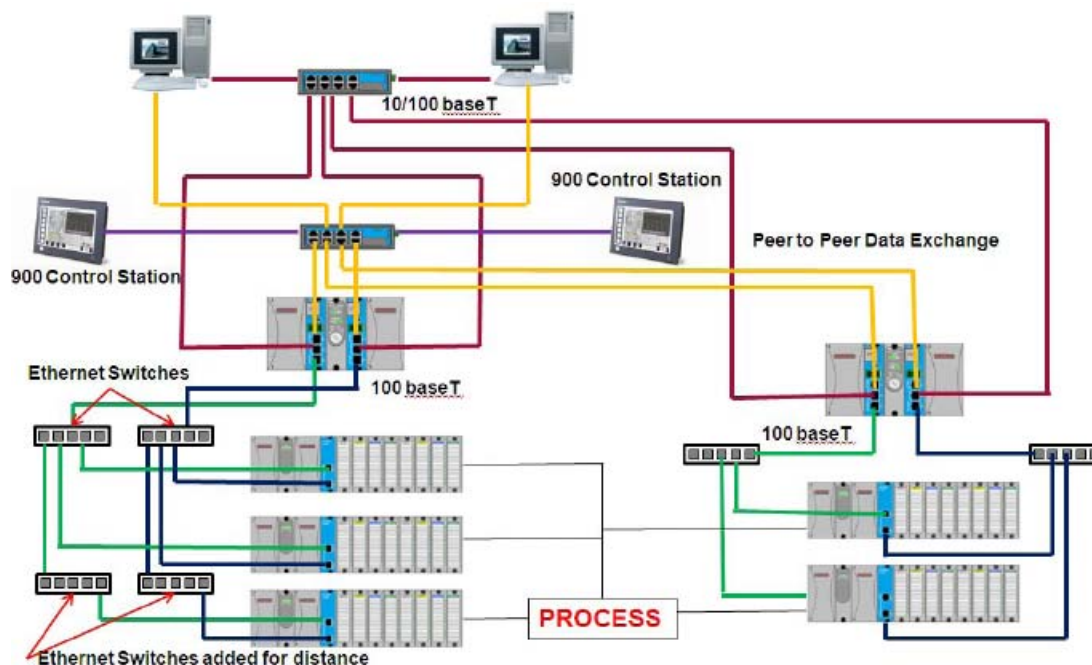 10/100 baseT
900 Control Station
900 Control Station
Peer to Peer Data Exchange
Ethernet Switches
100 baseT
100 baseT
PROCESS
Ethernet Switches added for distance